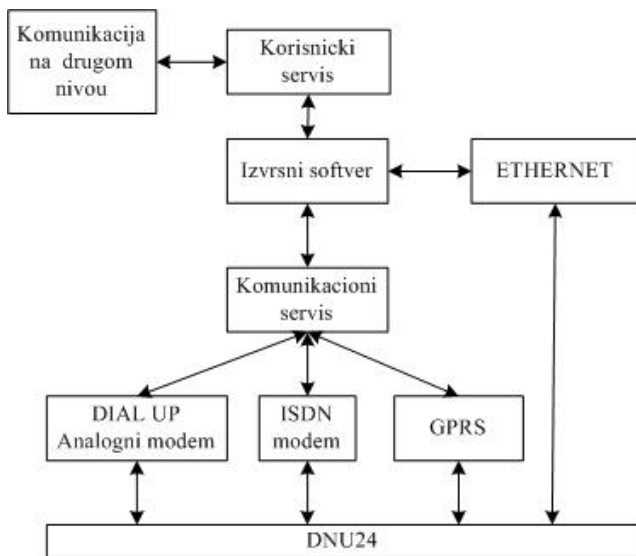 Komunikacija
na drugom
nivou
Korisnicki
servis
Izvrsni softver
ETHERNET
Komunikacioni
servis
DIAL UP
Analogni modem
ISDN
modem
GPRS
DNU24